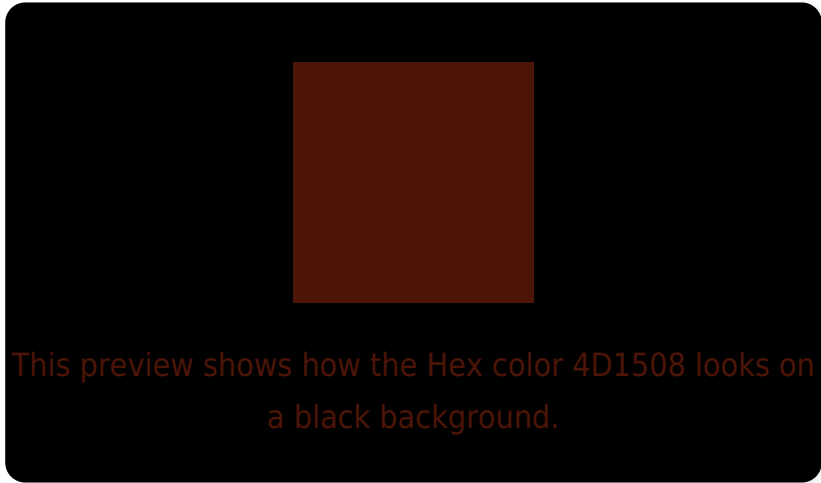 This preview shows how the Hex color 4D1508 looks on
a black background.